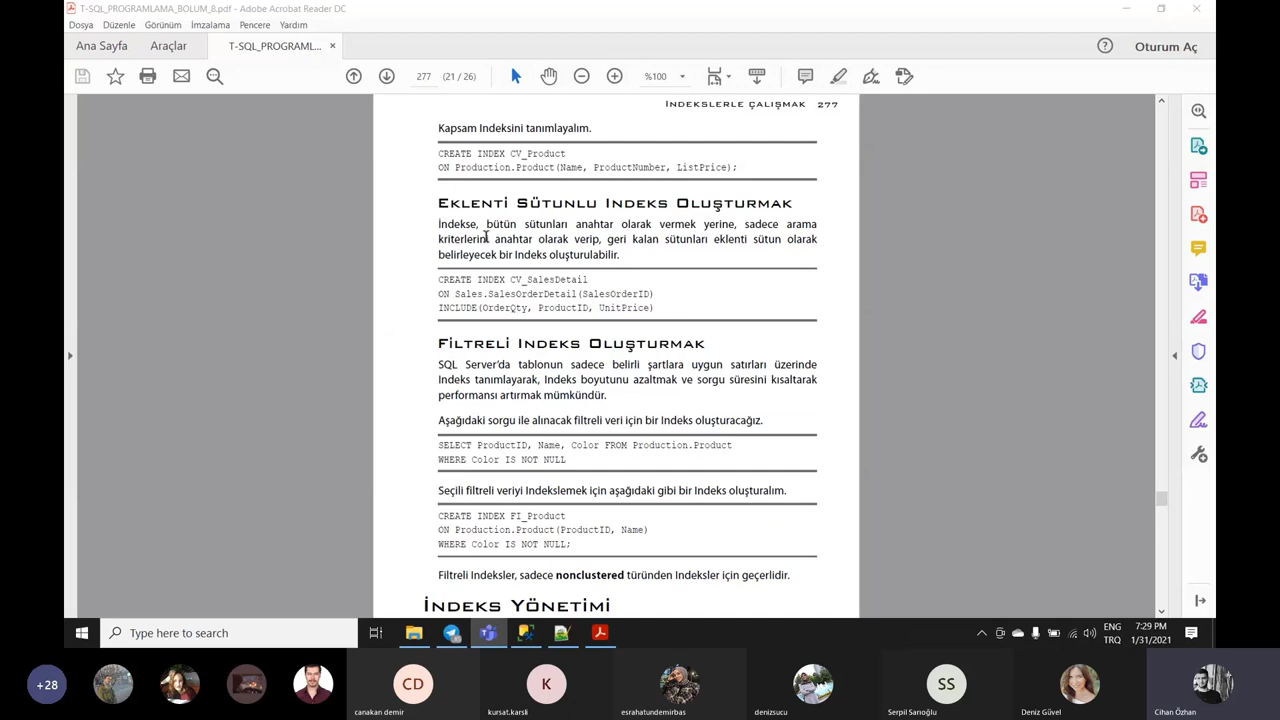 T-SQL_PROGRAMLAMA_BOLUM_8.pdf - Adobe Acrobat Reader DC
Dosya Düzenle Görünüm İmzalama Pencere Yardım
Ana Sayfa Araçlar T-SQL_PROGRAML... × Oturum Aç
277 (21 / 26) %100
İNDEKSLERLE ÇALIŞMAK 277
Kapsam Indeksini tanımlayalım.
CREATE INDEX CV_Product
ON Production.Product(Name, ProductNumber, ListPrice);
EKLENTİ SÜTUNLU INDEKS OLUŞTURMAK
İndekse, bütün sütunları anahtar olarak vermek yerine, sadece arama
kriterlerini anahtar olarak verip, geri kalan sütunları eklenti sütun olarak
belirleyecek bir Indeks oluşturulabilir.
CREATE INDEX CV_SalesDetail
ON Sales.SalesOrderDetail(SalesOrderID)
INCLUDE(OrderQty, ProductID, UnitPrice)
FİLTRELİ INDEKS OLUŞTURMAK
SQL Server’da tablonun sadece belirli şartlara uygun satırları üzerinde
Indeks tanımlayarak, Indeks boyutunu azaltmak ve sorgu süresini kısaltarak
performansı artırmak mümkündür.
Aşağıdaki sorgu ile alınacak filtreli veri için bir Indeks oluşturacağız.
SELECT ProductID, Name, Color FROM Production.Product
WHERE Color IS NOT NULL
Seçili filtreli veriyi Indekslemek için aşağıdaki gibi bir Indeks oluşturalım.
CREATE INDEX FI_Product
ON Production.Product(ProductID, Name)
WHERE Color IS NOT NULL;
Filtreli Indeksler, sadece nonclustered türünden Indeksler için geçerlidir.
İNDEKS YÖNETİMİ
Type here to search
ENG 7:29 PM
TRQ 1/31/2021
+28 CD K SS
canakan demir kursat.karsli esrahatundemirbas denizsucu Serpil Sarıoğlu Deniz Güvel Cihan Özhan